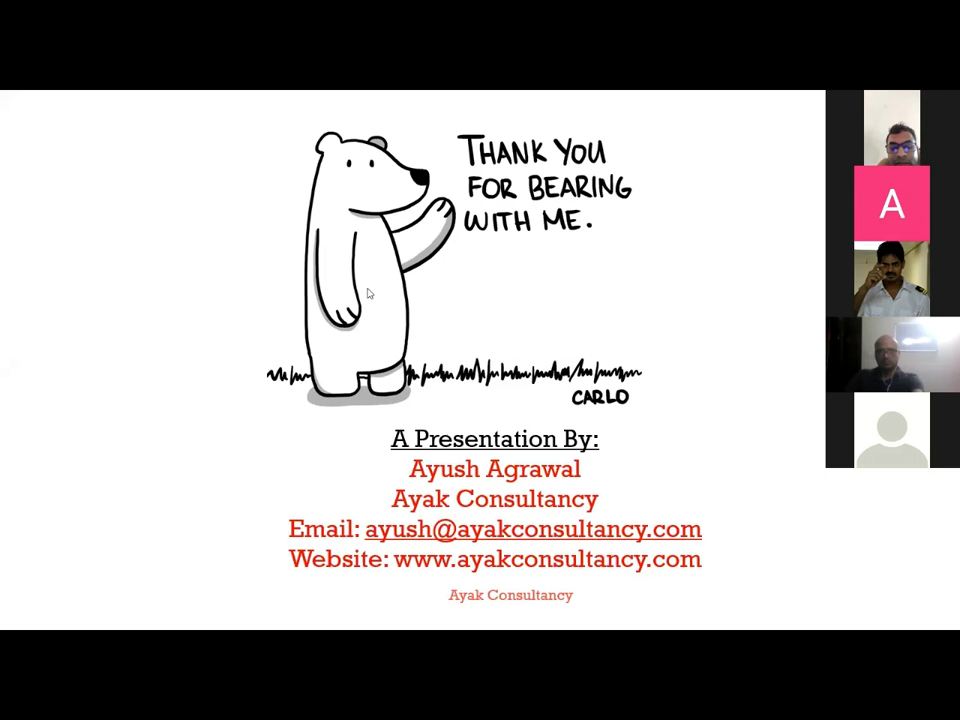 THANK YOU
FOR BEARING
WITH ME.
CARLO
A Presentation By:
Ayush Agrawal
Ayak Consultancy
Email: ayush@ayakconsultancy.com
Website: www.ayakconsultancy.com
Ayak Consultancy
A